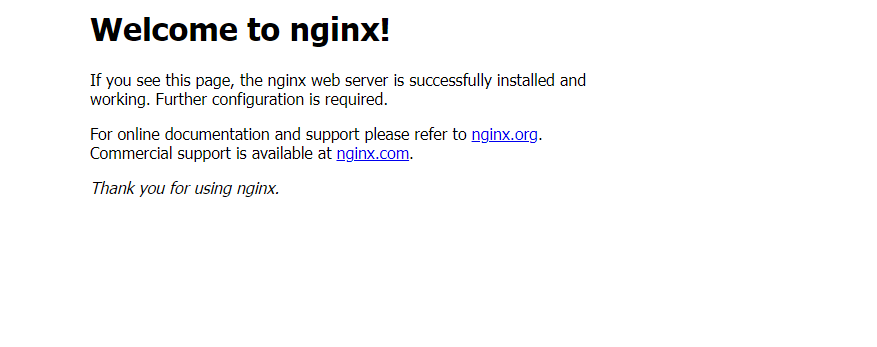 Welcome to nginx!
If you see this page, the nginx web server is successfully installed and
working. Further configuration is required.
For online documentation and support please refer to nginx.org.
Commercial support is available at nginx.com.
Thank you for using nginx.